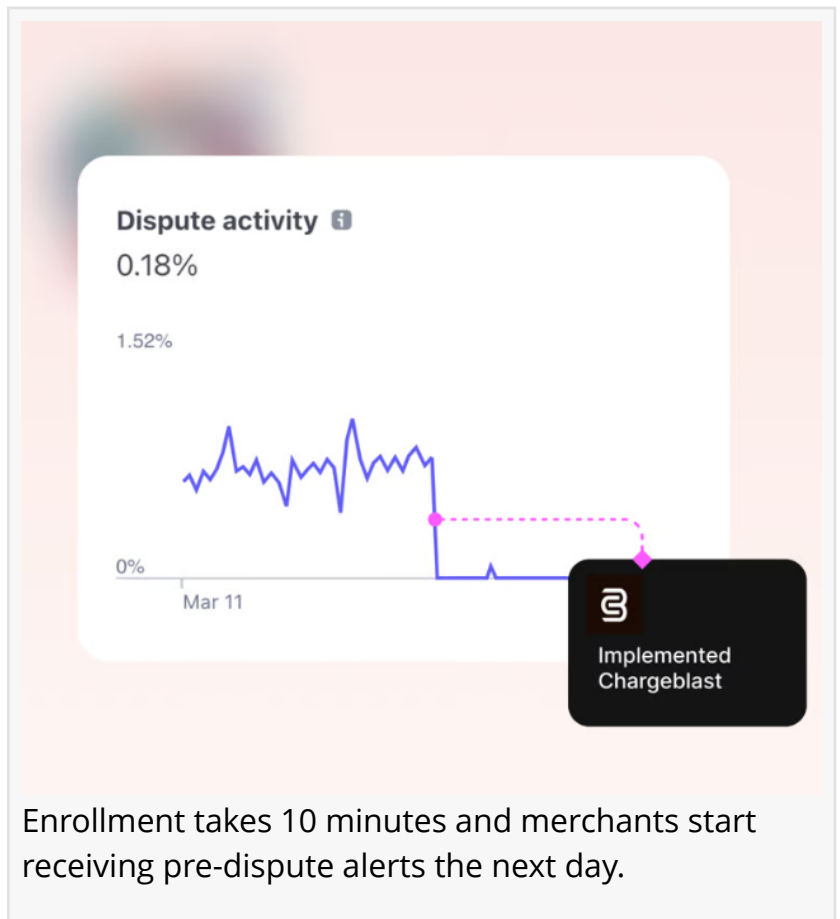 Dispute activity
0.18%
1.52%
0%
Mar 11
Implemented
Chargeblast
Enrollment takes 10 minutes and merchants start
receiving pre-dispute alerts the next day.